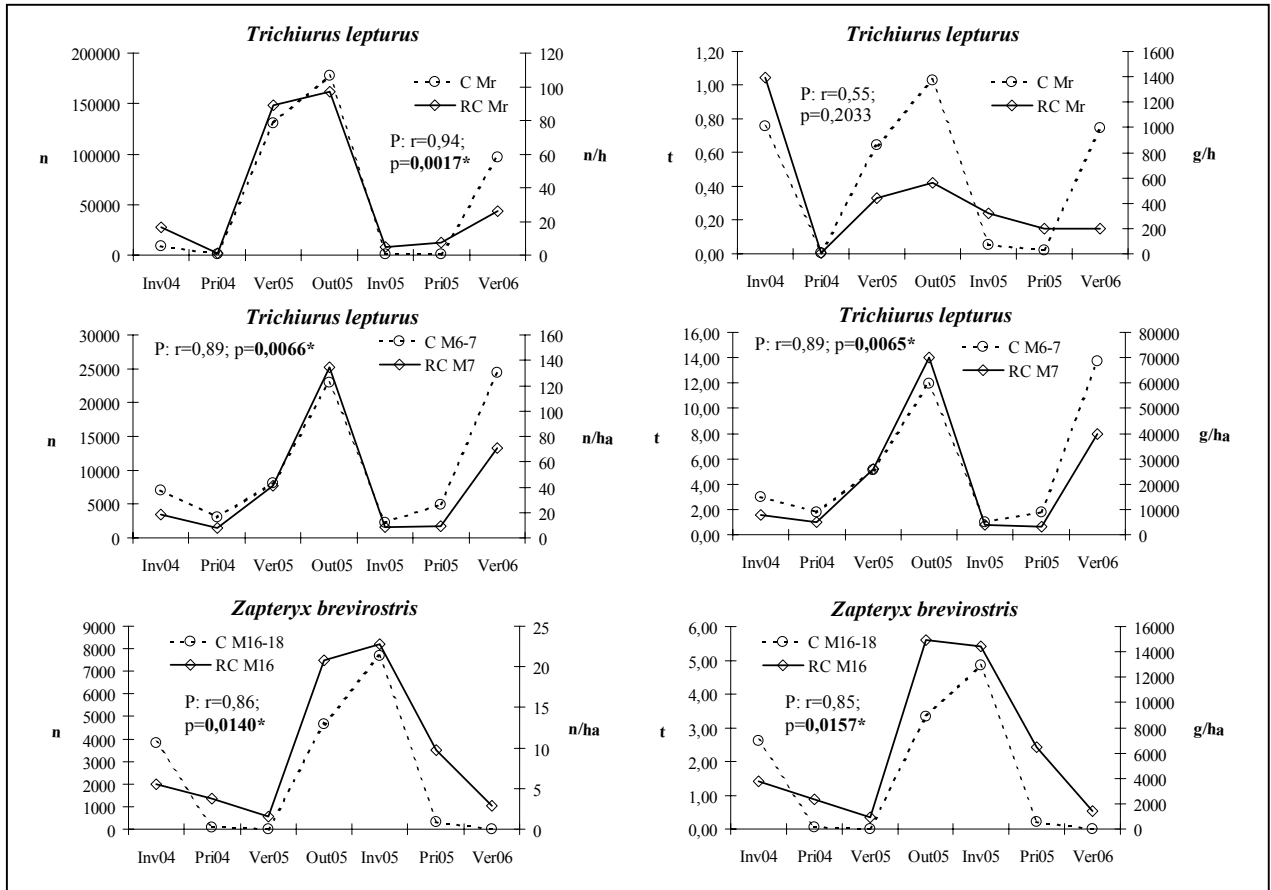 Trichiurus lepturus
200000
150000
100000
50000
0
n
120
100
80
60
40
20
0
n/h
C Mr
RC Mr
P: r=0,94;
p=0,0017*
Inv04 Pri04 Ver05 Out05 Inv05 Pri05 Ver06
Trichiurus lepturus
1,20
1,00
0,80
0,60
0,40
0,20
0,00
t
1600
1400
1200
1000
800
600
400
200
0
g/h
P: r=0,55;
p=0,2033
C Mr
RC Mr
Inv04 Pri04 Ver05 Out05 Inv05 Pri05 Ver06
Trichiurus lepturus
30000
25000
20000
15000
10000
5000
0
n
160
140
120
100
80
60
40
20
0
n/ha
P: r=0,89; p=0,0066*
C M6-7
RC M7
Inv04 Pri04 Ver05 Out05 Inv05 Pri05 Ver06
Trichiurus lepturus
16,00
14,00
12,00
10,00
8,00
6,00
4,00
2,00
0,00
t
80000
70000
60000
50000
40000
30000
20000
10000
0
g/ha
P: r=0,89; p=0,0065*
C M6-7
RC M7
Inv04 Pri04 Ver05 Out05 Inv05 Pri05 Ver06
Zapteryx brevirostris
9000
8000
7000
6000
5000
4000
3000
2000
1000
0
n
25
20
15
10
5
0
n/ha
C M16-18
RC M16
P: r=0,86;
p=0,0140*
Inv04 Pri04 Ver05 Out05 Inv05 Pri05 Ver06
Zapteryx brevirostris
6,00
5,00
4,00
3,00
2,00
1,00
0,00
t
16000
14000
12000
10000
8000
6000
4000
2000
0
g/ha
C M16-18
RC M16
P: r=0,85;
p=0,0157*
Inv04 Pri04 Ver05 Out05 Inv05 Pri05 Ver06